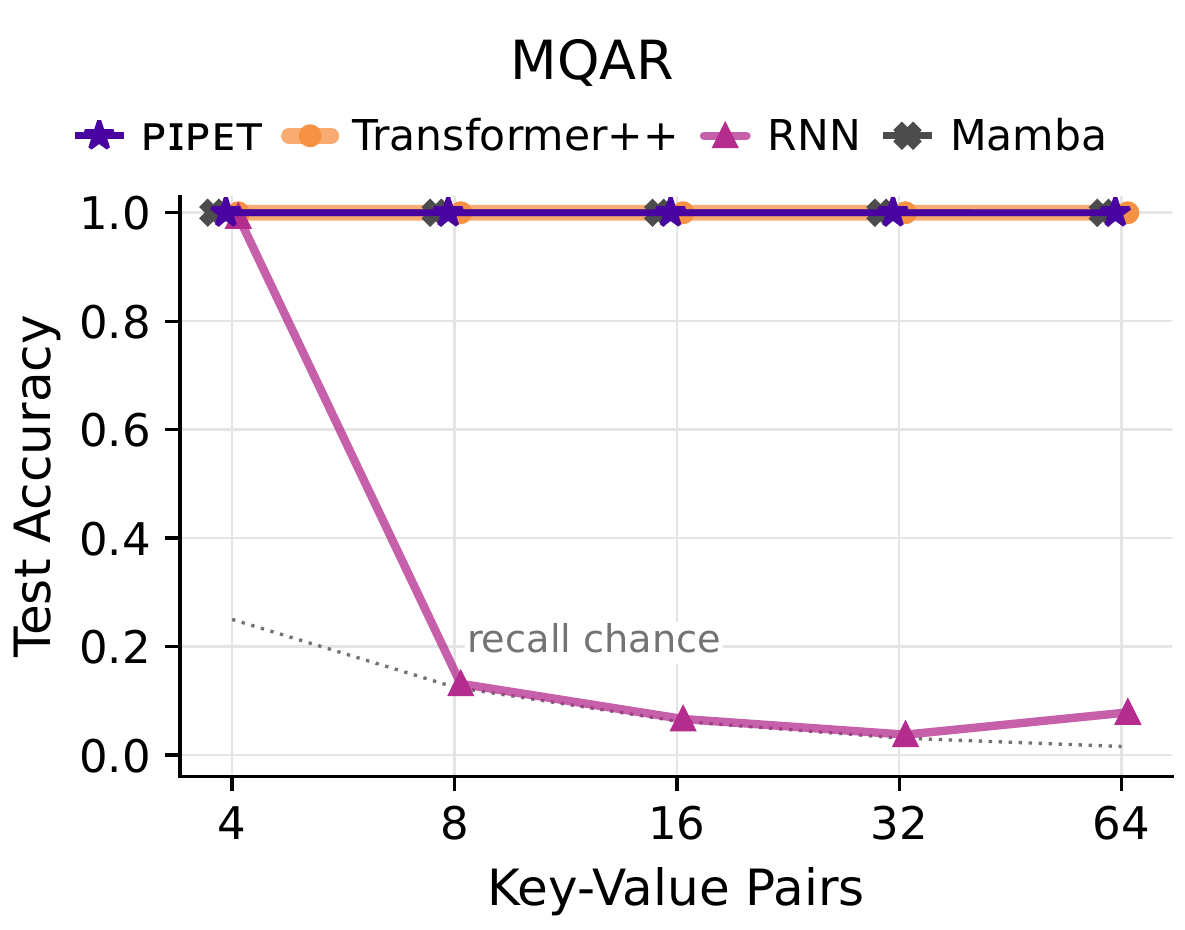 MQAR
PIPET Transformer++ RNN Mamba
1.0
0.8
0.6
0.4
0.2
0.0
Test Accuracy
recall chance
4 8 16 32 64
Key-Value Pairs